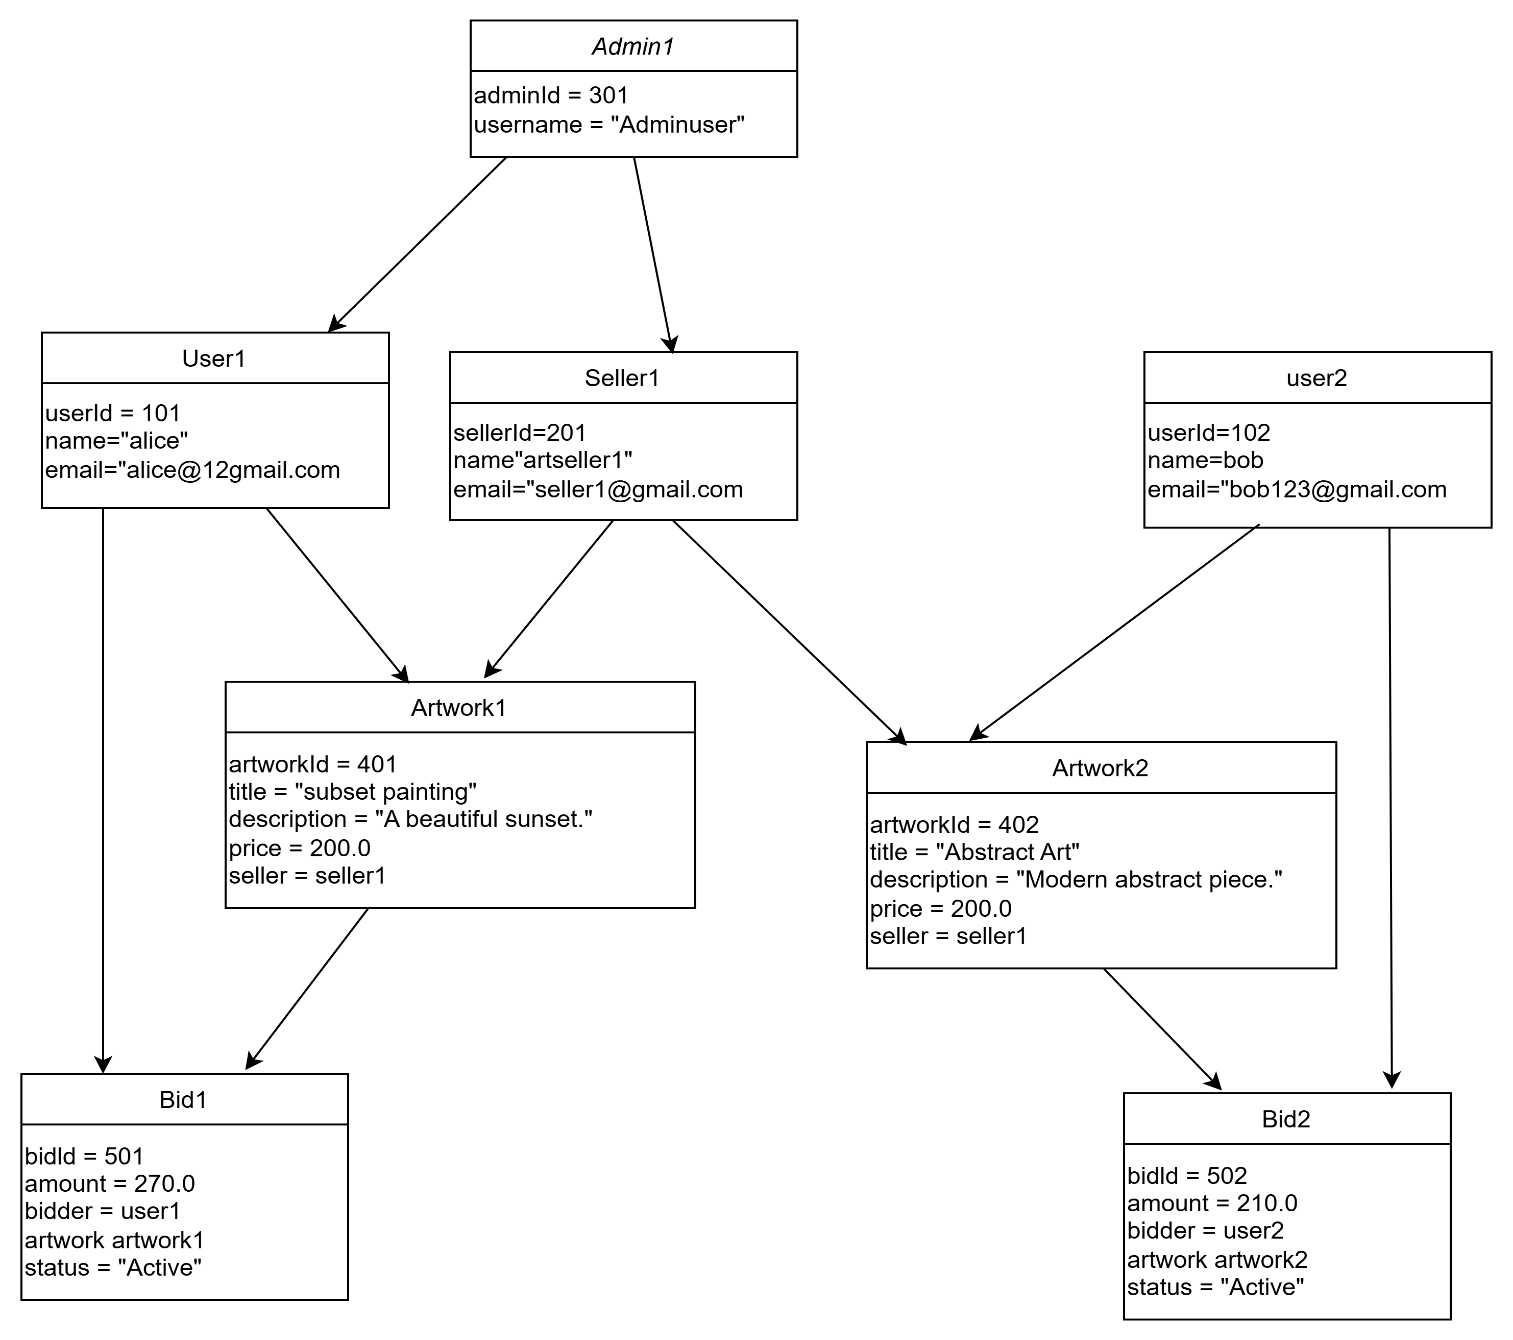 Admin1
adminId = 301
username = "Adminuser"
User1
userId = 101
name="alice"
email="alice@12gmail.com
Seller1
sellerId=201
name"artseller1"
email="seller1@gmail.com
user2
userId=102
name=bob
email="bob123@gmail.com
Artwork1
artworkId = 401
title = "subset painting"
description = "A beautiful sunset."
price = 200.0
seller = seller1
Artwork2
artworkId = 402
title = "Abstract Art"
description = "Modern abstract piece."
price = 200.0
seller = seller1
Bid1
bidId = 501
amount = 270.0
bidder = user1
artwork artwork1
status = "Active"
Bid2
bidId = 502
amount = 210.0
bidder = user2
artwork artwork2
status = "Active"